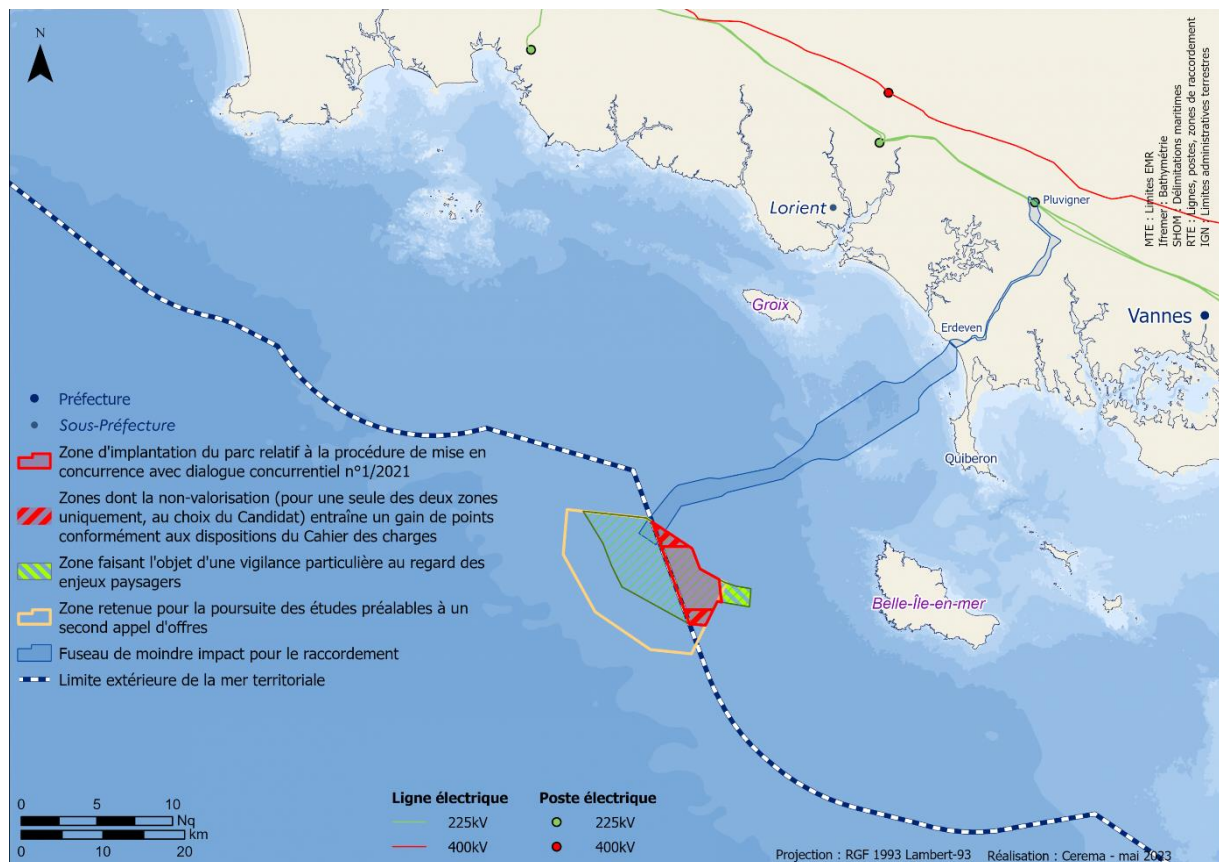 N
MTE : Limites EMR
Ifremer : Bathymétrie
SHOM : Délimitations maritimes
RTE : Lignes, postes, zones de raccordement
IGN : Limites administratives terrestres
Pluvigner
Lorient
Groix
Erdeven
Vannes
Quiberon
Belle-Île-en-mer
Préfecture
Sous-Préfecture
Zone d'implantation du parc relatif à la procédure de mise en
concurrence avec dialogue concurrentiel n°1/2021
Zones dont la non-valorisation (pour une seule des deux zones
uniquement, au choix du Candidat) entraîne un gain de points
conformément aux dispositions du Cahier des charges
Zone faisant l'objet d'une vigilance particulière au regard des
enjeux paysagers
Zone retenue pour la poursuite des études préalables à un
second appel d'offres
Fuseau de moindre impact pour le raccordement
Limite extérieure de la mer territoriale
0 5 10
Nq
km
0 10 20
Ligne électrique
225kV
400kV
Poste électrique
225kV
400kV
Projection : RGF 1993 Lambert-93 Réalisation : Cerema - mai 2023